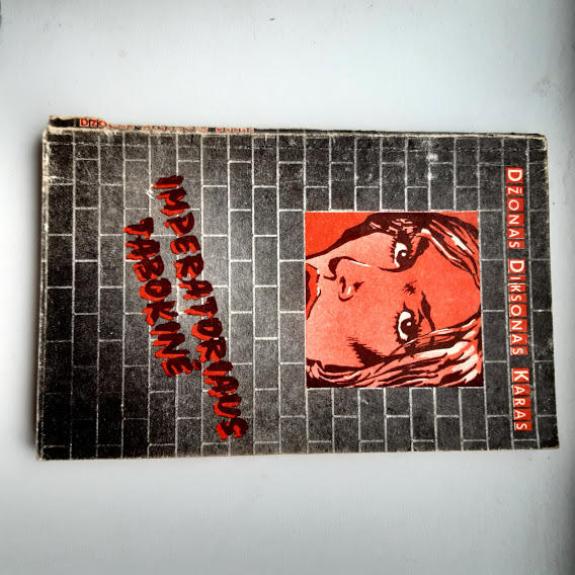 DŽONAS DIKSONAS KARAS
IMPERATORIAUS
TABOKINĖ